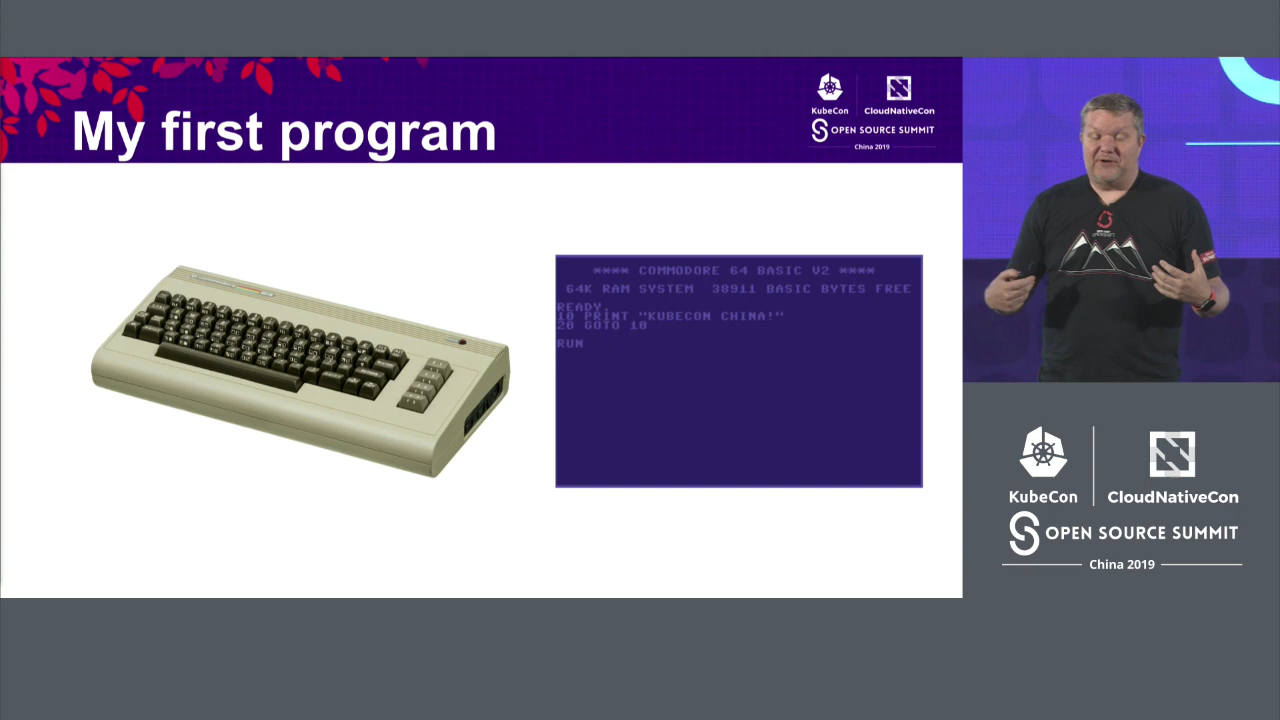 My first program
KubeCon
CloudNativeCon
OPEN SOURCE SUMMIT
China 2019
**** COMMODORE 64 BASIC V2 ****
64K RAM SYSTEM 38911 BASIC BYTES FREE
READY.
10 PRINT "KUBECON CHINA!"
20 GOTO 10
RUN
KubeCon
CloudNativeCon
OPEN SOURCE SUMMIT
China 2019